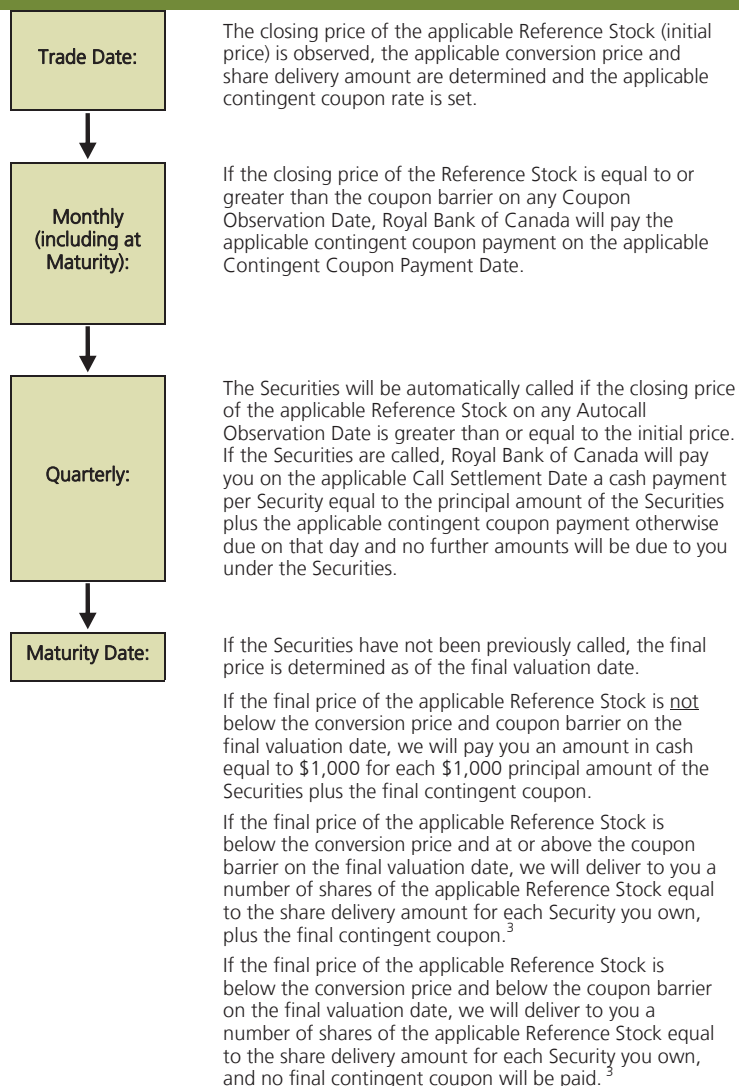 Trade Date:
The closing price of the applicable Reference Stock (initial
price) is observed, the applicable conversion price and
share delivery amount are determined and the applicable
contingent coupon rate is set.
Monthly
(including at
Maturity):
If the closing price of the Reference Stock is equal to or
greater than the coupon barrier on any Coupon
Observation Date, Royal Bank of Canada will pay the
applicable contingent coupon payment on the applicable
Contingent Coupon Payment Date.
Quarterly:
The Securities will be automatically called if the closing price
of the applicable Reference Stock on any Autocall
Observation Date is greater than or equal to the initial price.
If the Securities are called, Royal Bank of Canada will pay
you on the applicable Call Settlement Date a cash payment
per Security equal to the principal amount of the Securities
plus the applicable contingent coupon payment otherwise
due on that day and no further amounts will be due to you
under the Securities.
Maturity Date:
If the Securities have not been previously called, the final
price is determined as of the final valuation date.
If the final price of the applicable Reference Stock is not
below the conversion price and coupon barrier on the
final valuation date, we will pay you an amount in cash
equal to $1,000 for each $1,000 principal amount of the
Securities plus the final contingent coupon.
If the final price of the applicable Reference Stock is
below the conversion price and at or above the coupon
barrier on the final valuation date, we will deliver to you a
number of shares of the applicable Reference Stock equal
to the share delivery amount for each Security you own,
plus the final contingent coupon.3
If the final price of the applicable Reference Stock is
below the conversion price and below the coupon barrier
on the final valuation date, we will deliver to you a
number of shares of the applicable Reference Stock equal
to the share delivery amount for each Security you own,
and no final contingent coupon will be paid. 3